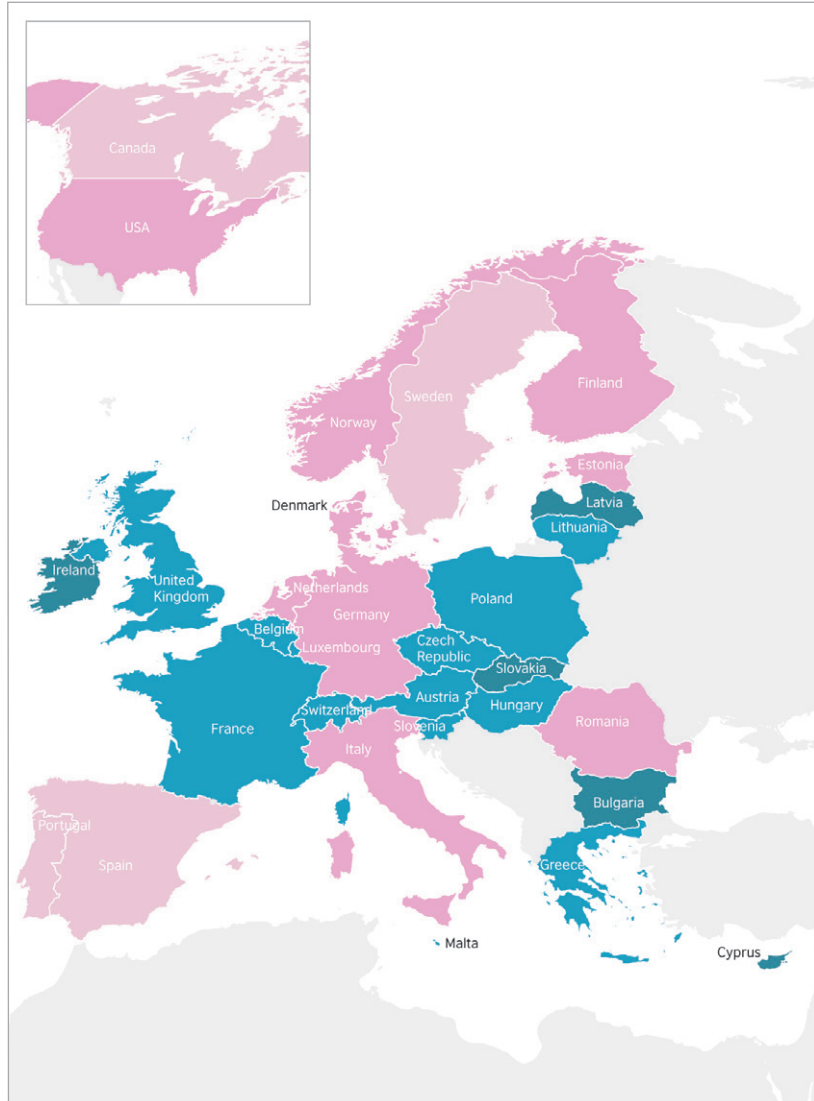 Canada
USA
Norway
Sweden
Finland
Estonia
Denmark
Latvia
Lithuania
Ireland
United
Kingdom
Netherlands
Germany
Poland
Belgium
Luxembourg
Czech
Republic
Slovakia
France
Switzerland
Austria
Hungary
Slovenia
Italy
Romania
Bulgaria
Portugal
Spain
Greece
Malta
Cyprus